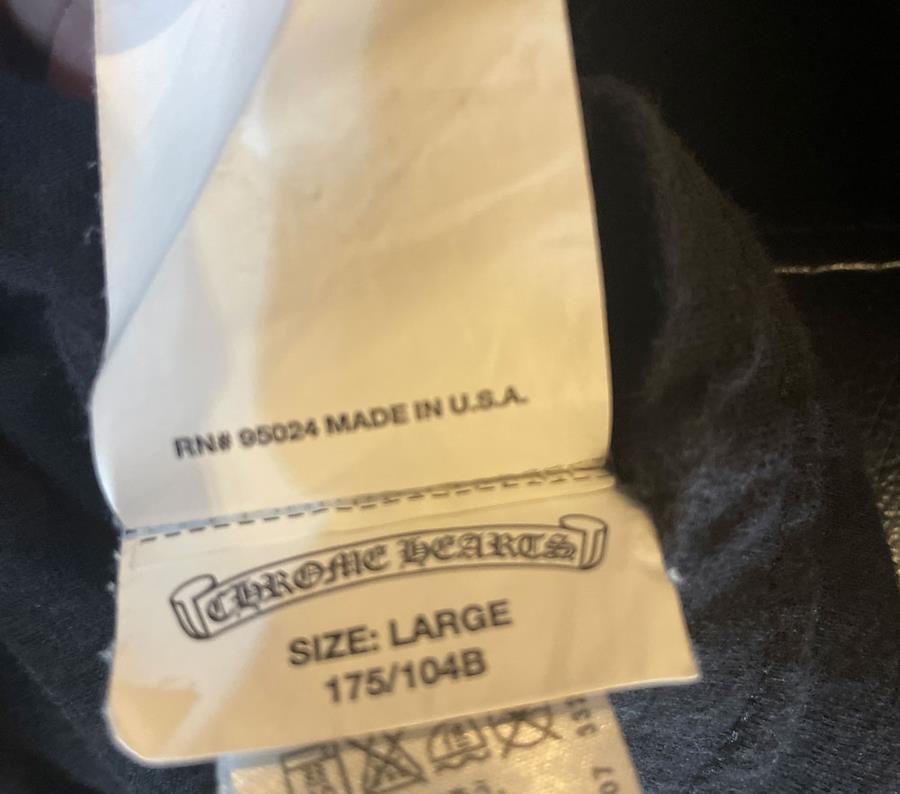 RN# 95024 MADE IN U.S.A.
CHROME HEARTS
SIZE: LARGE
175/104B